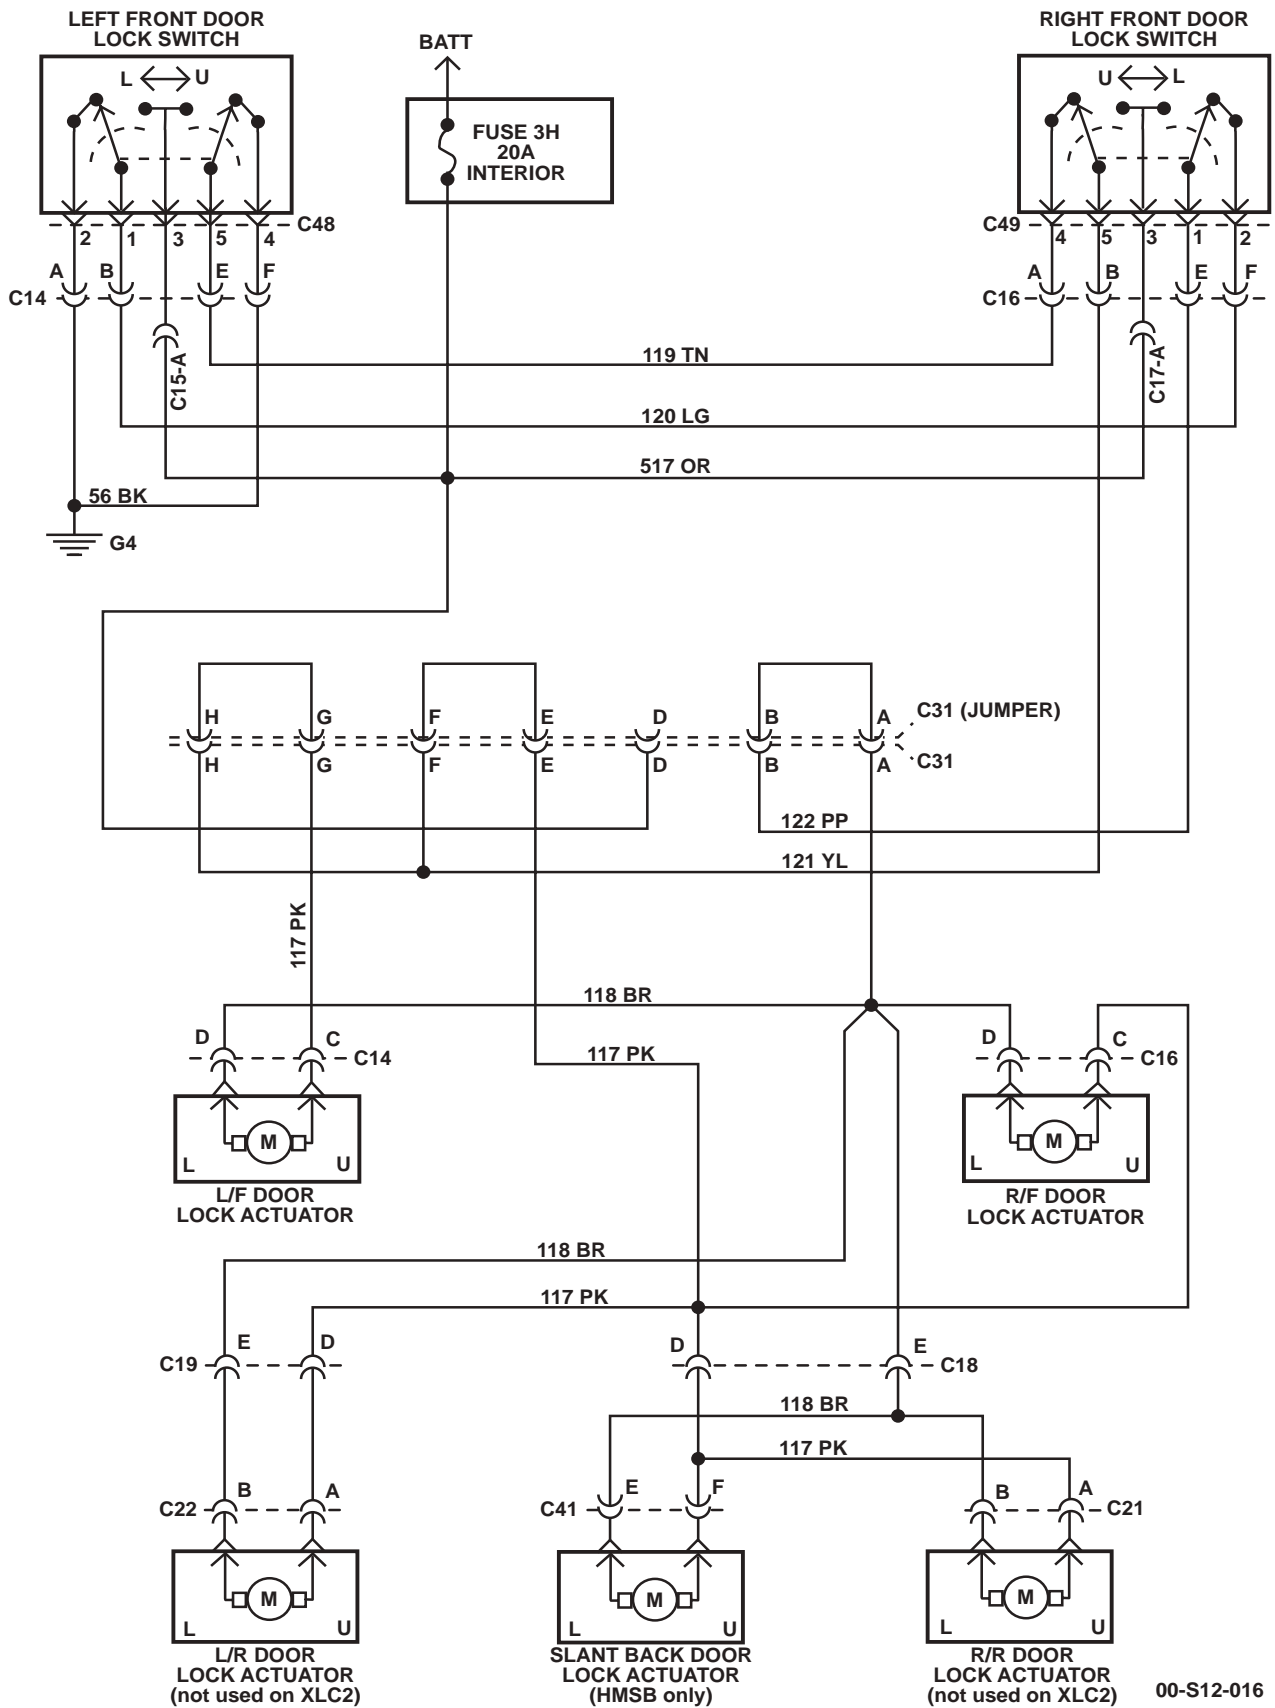 LEFT FRONT DOOR
LOCK SWITCH
L U
BATT
FUSE 3H
20A
INTERIOR
RIGHT FRONT DOOR
LOCK SWITCH
U L
2 1 3 5 4 C48
C49 4 5 3 1 2
C14 A B E F
C16 A B E F
C15-A
C17-A
119 TN
120 LG
517 OR
56 BK
G4
H G F E D B A C31 (JUMPER)
H G F E D B A C31
122 PP
121 YL
117 PK
118 BR
D C C14
117 PK
D C C16
M
L U
L/F DOOR
LOCK ACTUATOR
M
L U
R/F DOOR
LOCK ACTUATOR
118 BR
117 PK
C19 E D
D E C18
118 BR
117 PK
C22 B A
C41 E F
B A C21
M
L U
L/R DOOR
LOCK ACTUATOR
(not used on XLC2)
M
L U
SLANT BACK DOOR
LOCK ACTUATOR
(HMSB only)
M
L U
R/R DOOR
LOCK ACTUATOR
(not used on XLC2)
00-S12-016